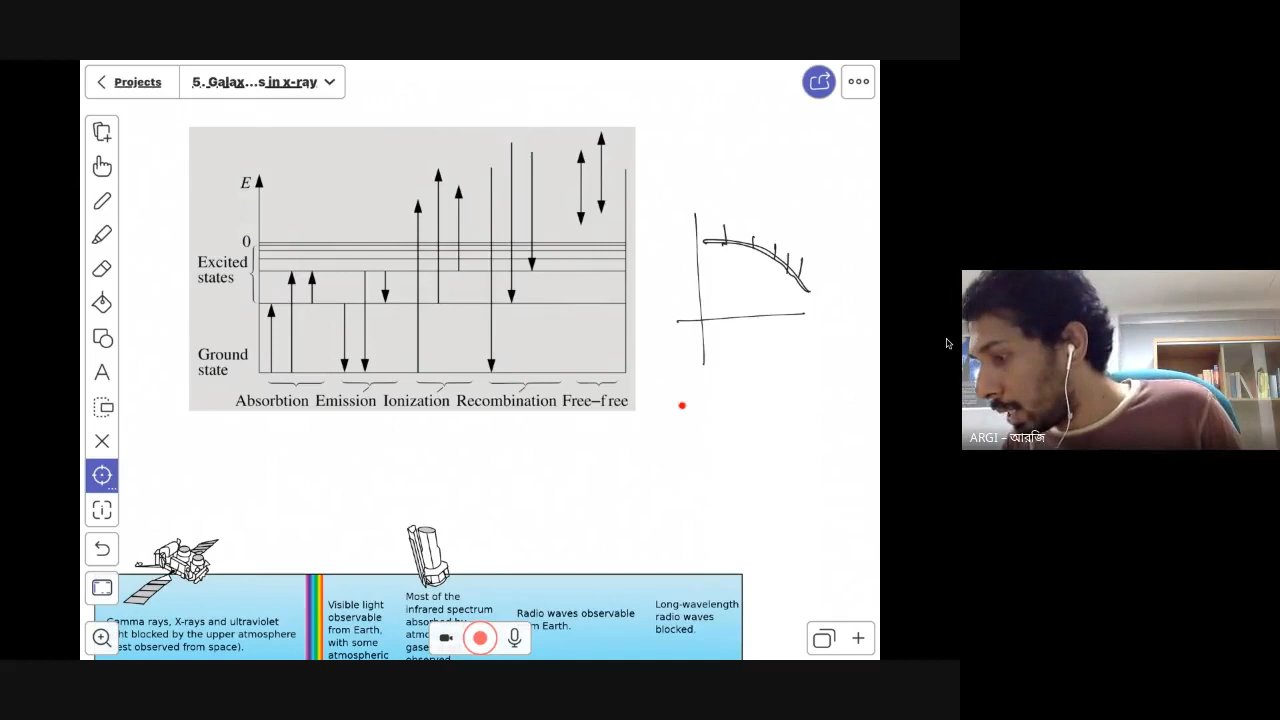 Projects
5. Galax...s in x-ray
E
0
Excited
states
Ground
state
Absorbtion Emission Ionization Recombination Free–free
ARGI – আরজি
A
Gamma rays, X-rays and ultraviolet
blocked by the upper atmosphere
observed from space).
Visible light
observable
from Earth,
with some
atmospheric
Most of the
infrared spectrum
Radio waves observable
Earth.
Long-wavelength
radio waves
blocked.